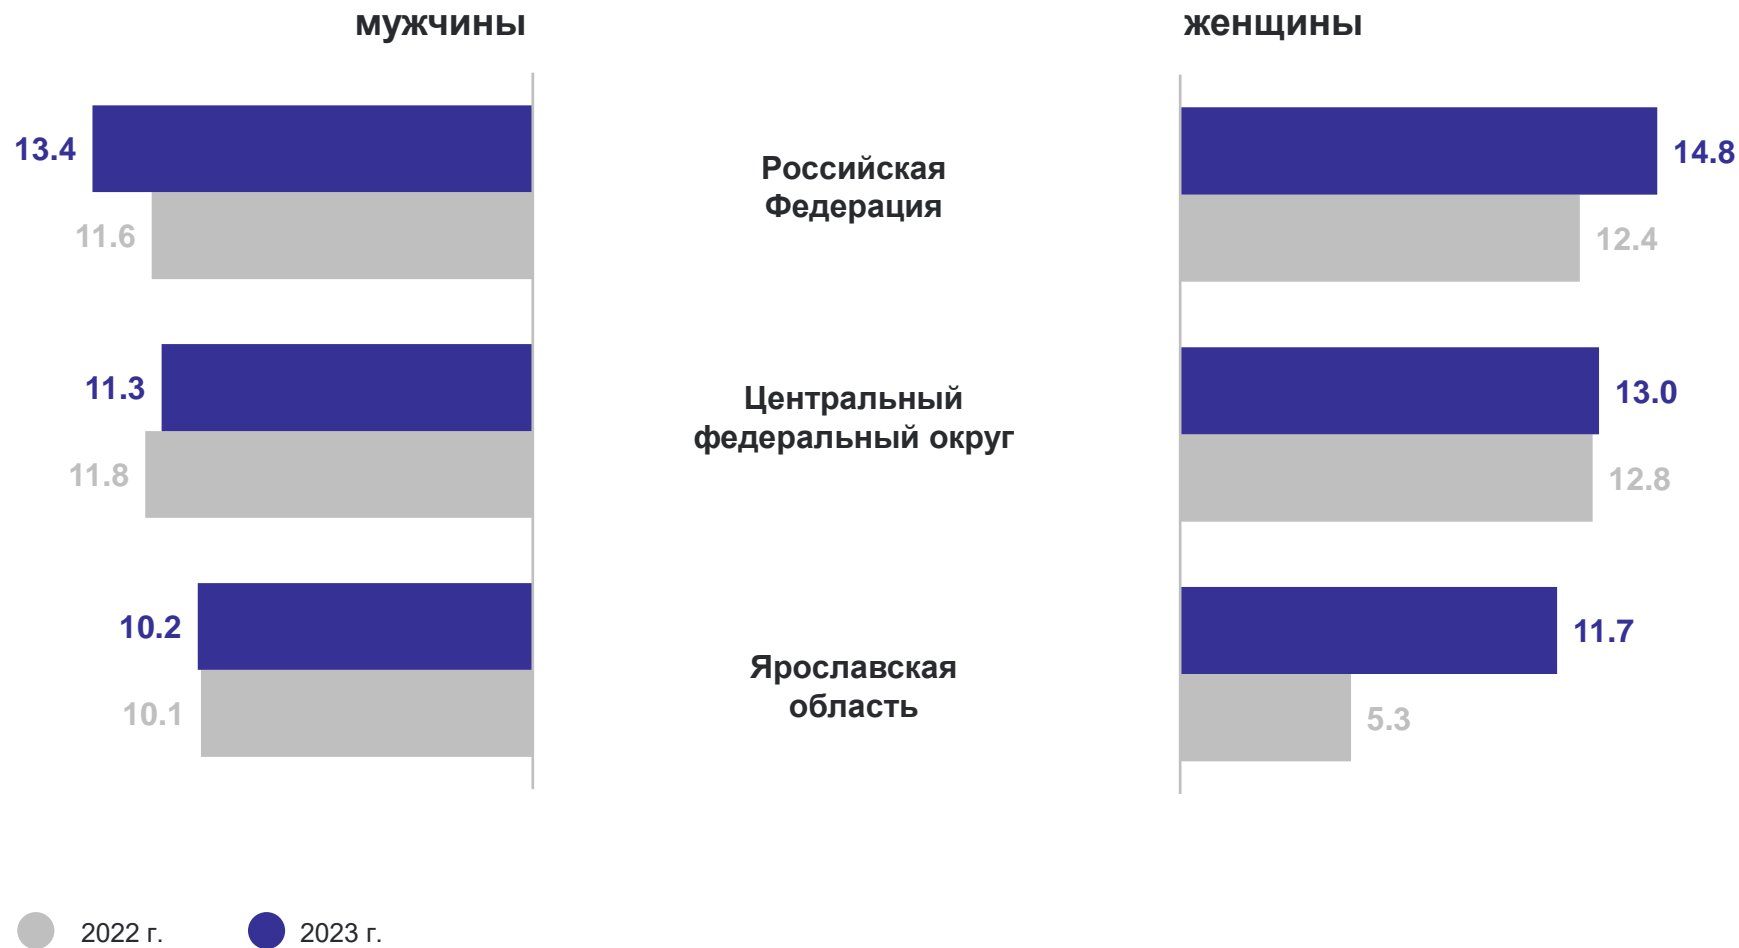 мужчины
женщины
13.4
Российская
Федерация
14.8
11.6
12.4
11.3
Центральный
федеральный округ
13.0
11.8
12.8
10.2
Ярославская
область
11.7
10.1
5.3
2022 г.
2023 г.